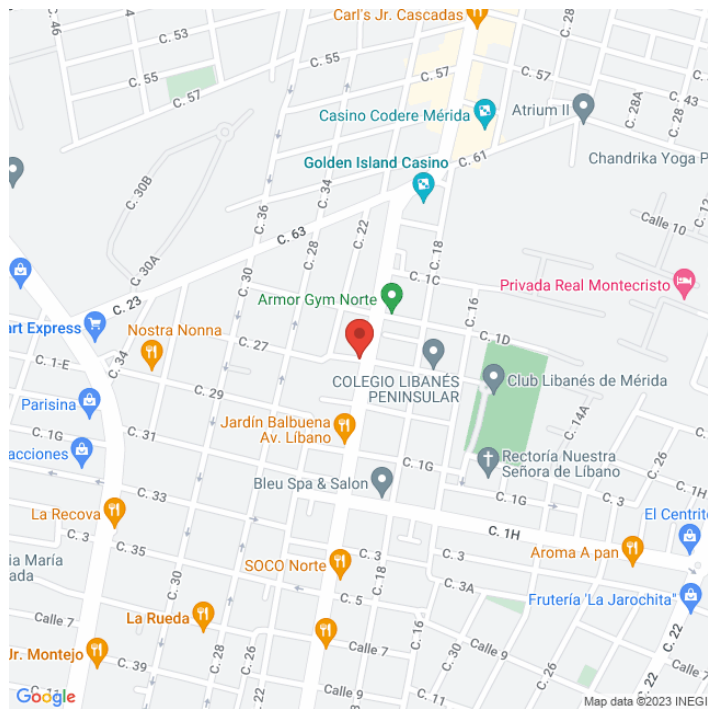 Carl's Jr. Cascadas
C. 46
C. 53
C. 28
C. 55
C. 55
C. 57
C. 57
C. 57
C. 43
C. 28A
C. 28
Casino Codere Mérida
Atrium II
Chandrika Yoga P
C. 61
Golden Island Casino
C. 30B
C. 34
C. 36
C. 22
C. 28
C. 18
C. 63
Calle 10
C. 30A
C. 30
C. 1C
C. 16
Privada Real Montecristo
C. 23
Armor Gym Norte
art Express
Nostra Nonna
C. 27
C. 1D
C. 34
C. 1-E
COLEGIO LIBANÉS
PENINSULAR
Club Libanés de Mérida
C. 29
Parisina
Jardín Balbuena
Av. Líbano
C. 14A
C. 1G
C. 31
acciones
C. 1G
Rectoría Nuestra
Señora de Líbano
C. 26
C. 33
Bleu Spa & Salon
C. 1G
C. 3
C. 1H
La Recova
C. 1H
El Centrito
C. 3
C. 35
C. 3
C. 3
Aroma A pan
ia María
ada
SOCO Norte
C. 18
C. 30
C. 3A
Frutería 'La Jarochita"
Calle 7
La Rueda
C. 5
C. 16
Calle 9
C. 22
Jr. Montejo
C. 39
C. 28
C. 26
Calle 7
C. 30
Calle 9
C. 11
Google
Map data ©2023 INEGI